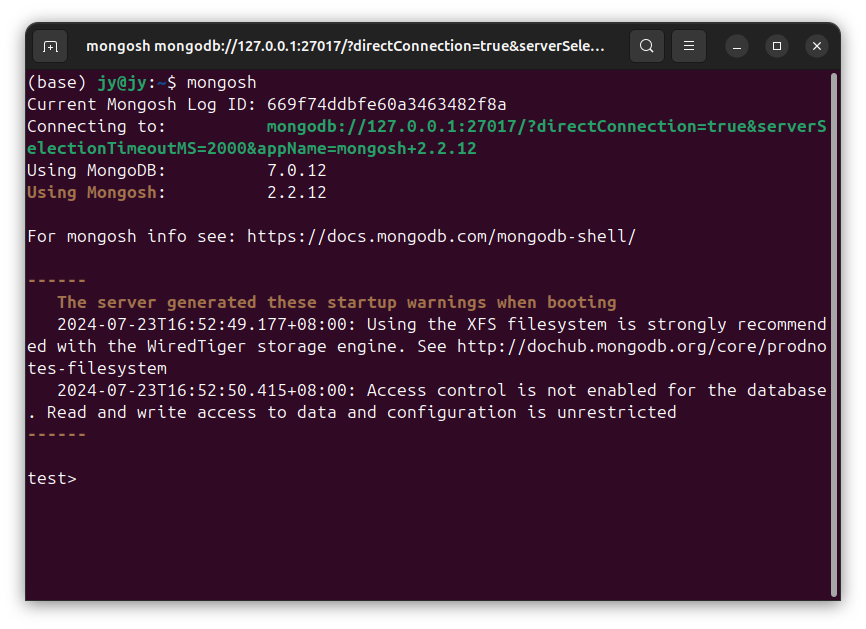 mongosh mongodb://127.0.0.1:27017/?directConnection=true&serverSele...
(base) jy@jy:~$ mongosh
Current Mongosh Log ID: 669f74ddbfe60a3463482f8a
Connecting to:          mongodb://127.0.0.1:27017/?directConnection=true&serverS
electionTimeoutMS=2000&appName=mongosh+2.2.12
Using MongoDB:          7.0.12
Using Mongosh:          2.2.12
For mongosh info see: https://docs.mongodb.com/mongodb-shell/
------
   The server generated these startup warnings when booting
   2024-07-23T16:52:49.177+08:00: Using the XFS filesystem is strongly recommend
ed with the WiredTiger storage engine. See http://dochub.mongodb.org/core/prodno
tes-filesystem
   2024-07-23T16:52:50.415+08:00: Access control is not enabled for the database
. Read and write access to data and configuration is unrestricted
------
test>